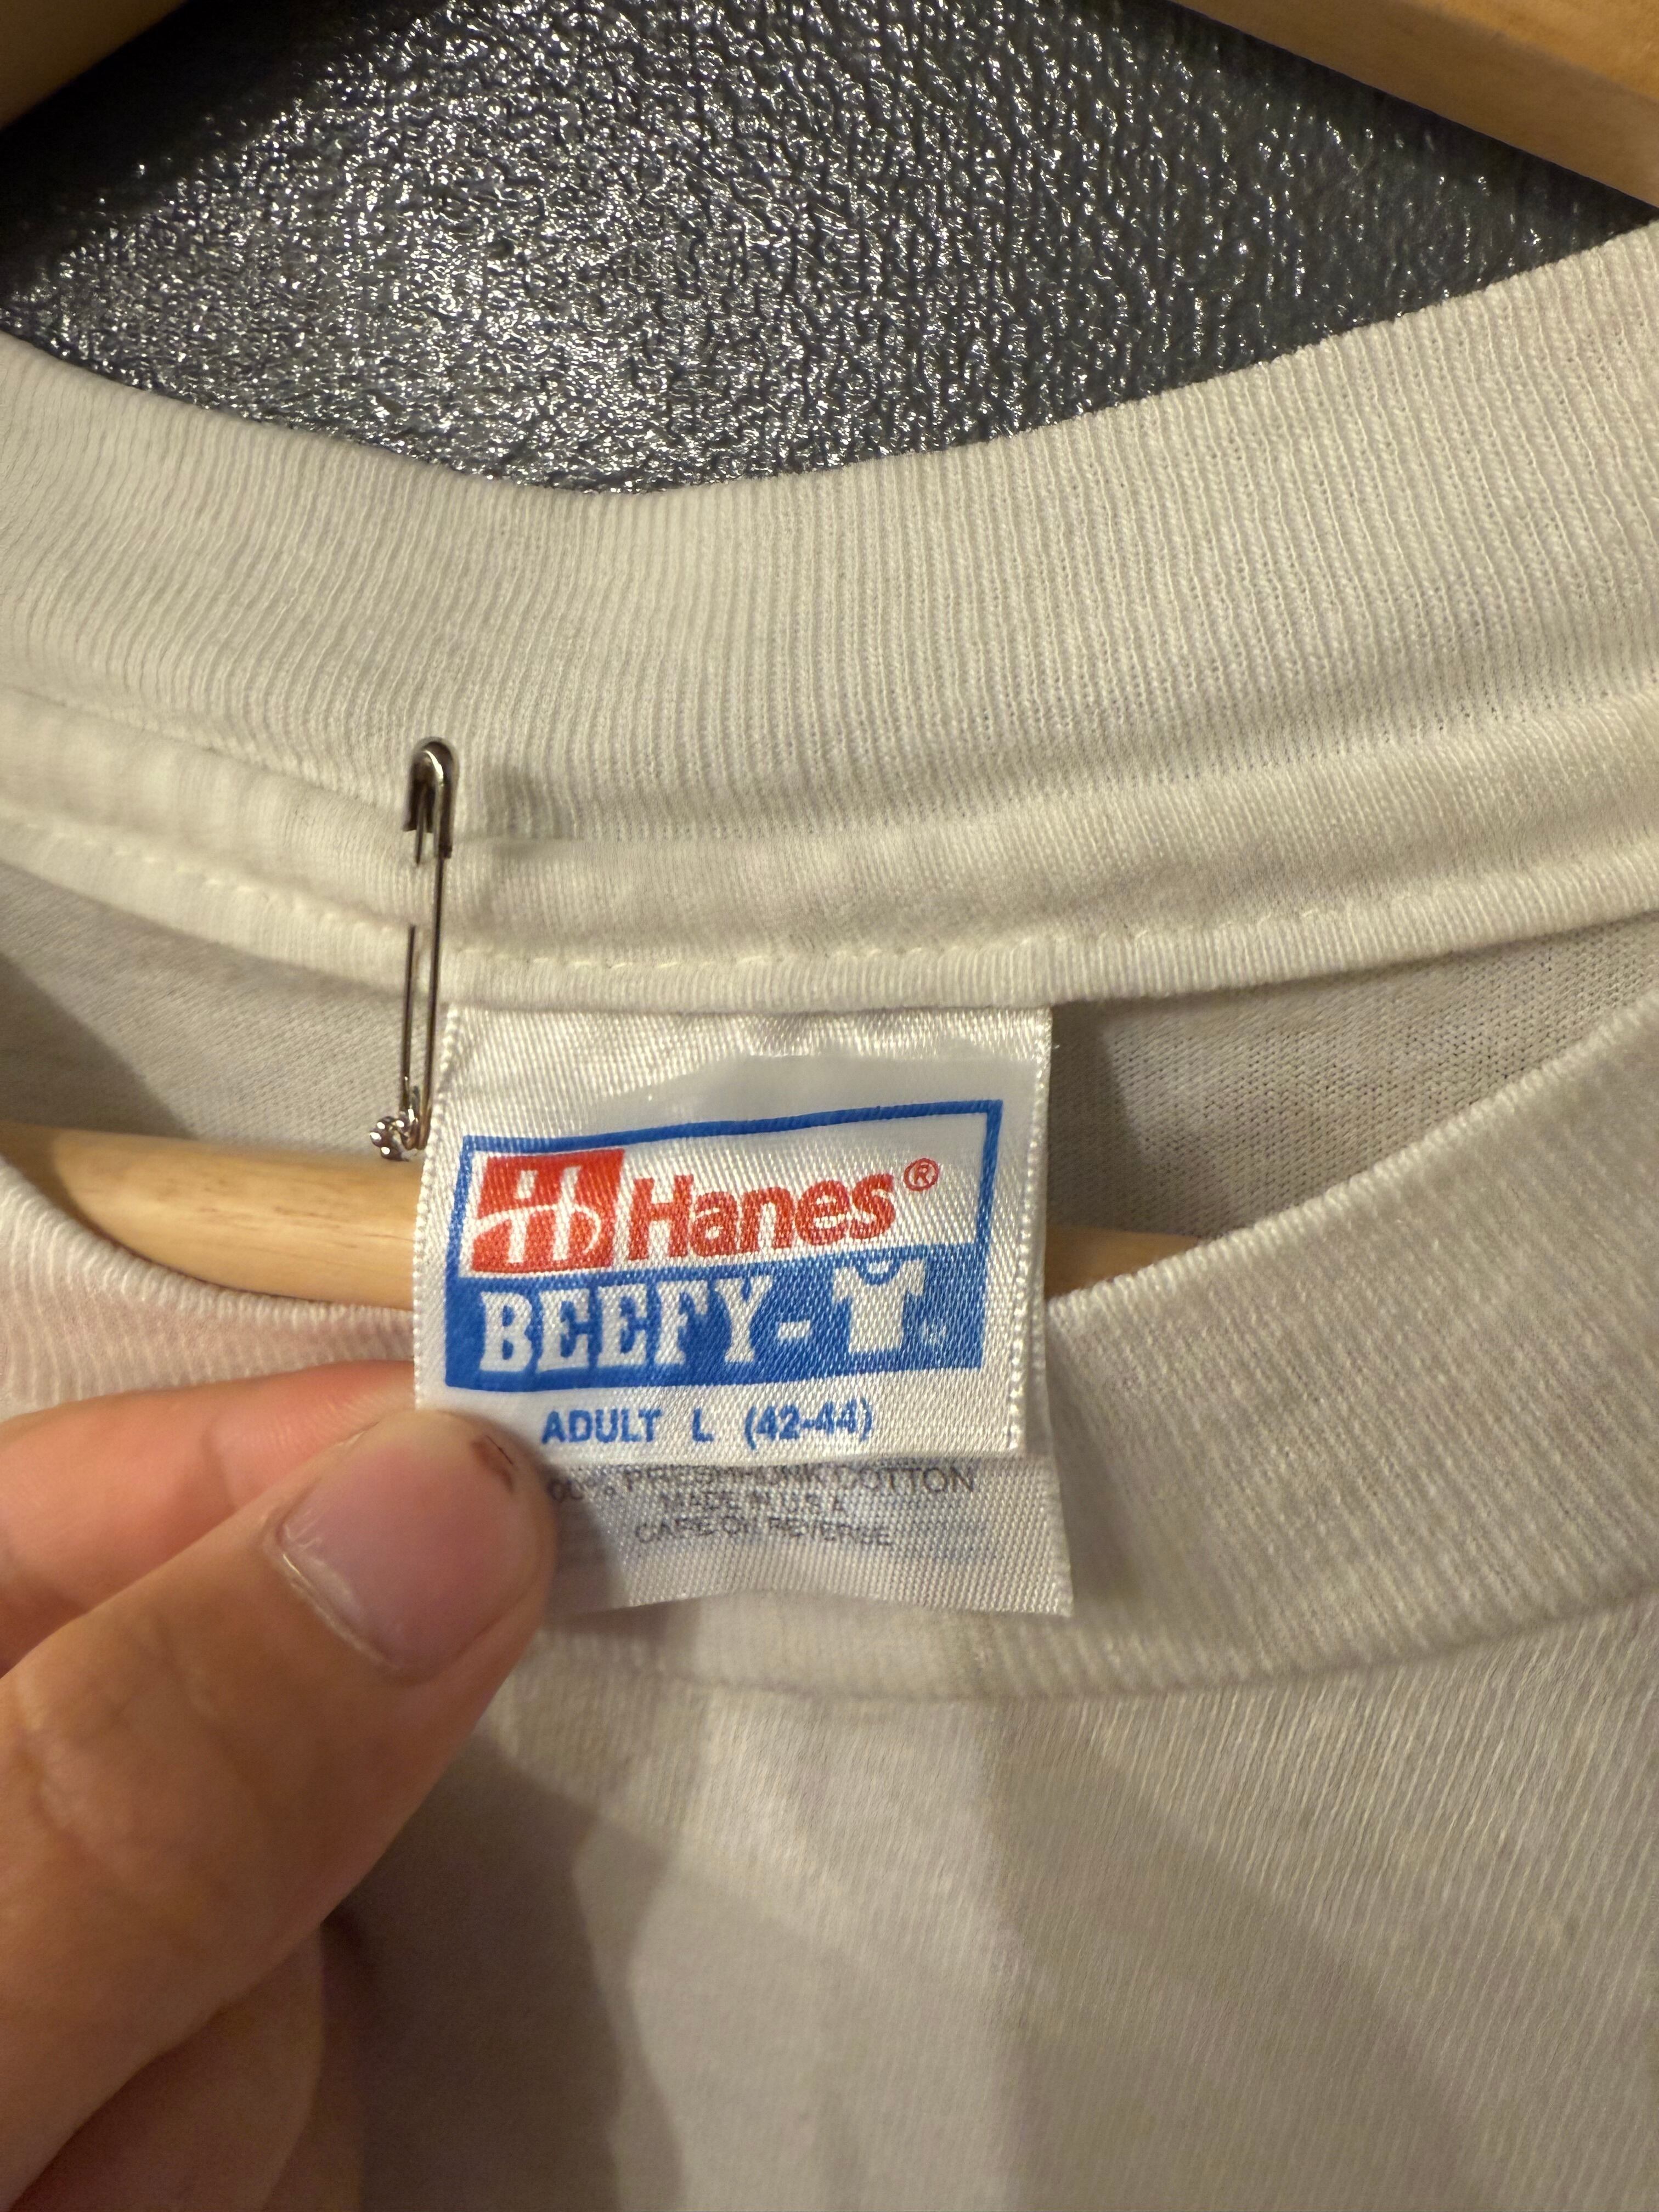 Hanes®
BEEFY-T®
ADULT L (42-44)
PRESHRUNK COTTON
MADE IN U.S.A.
CARE ON REVERSE